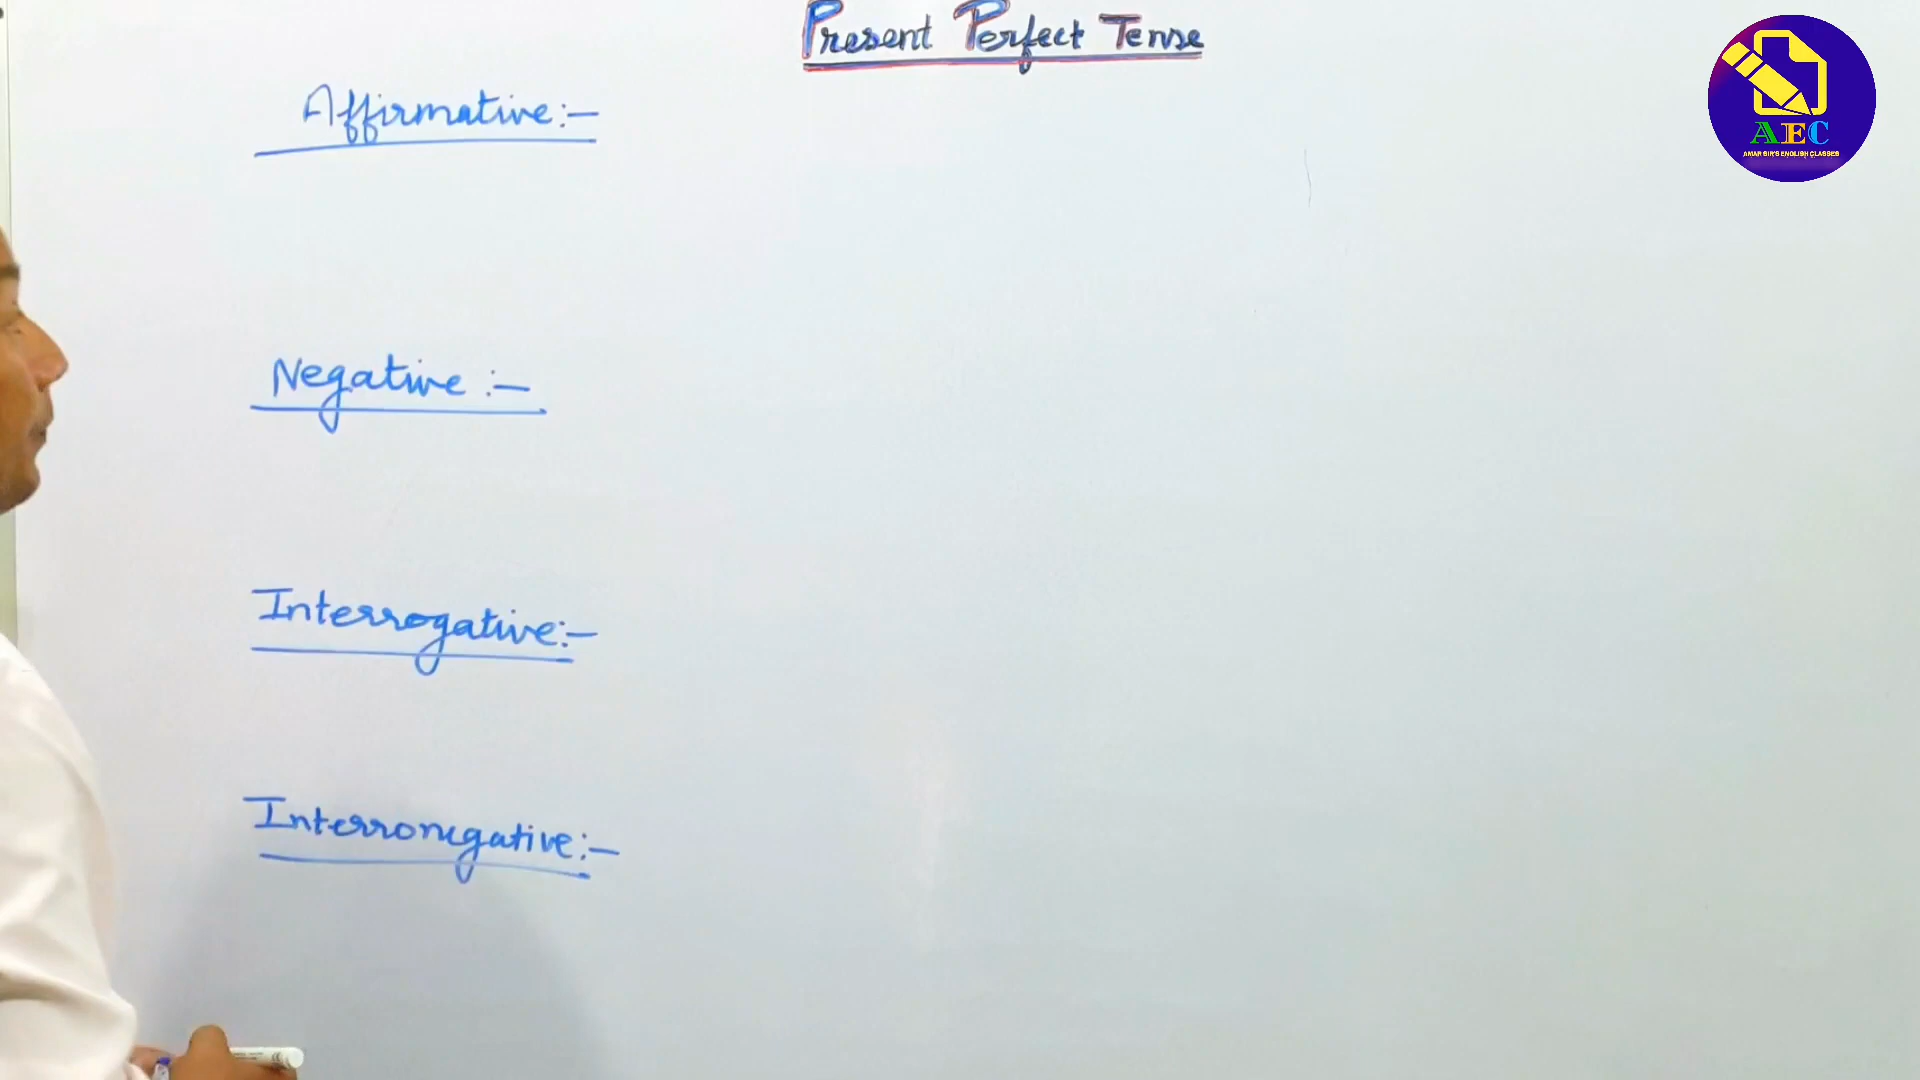 Present Perfect Tense
Affirmative:-
Negative :-
Interrogative:-
Interronegative:-
AEC
AMAR SIR'S ENGLISH CLASSES